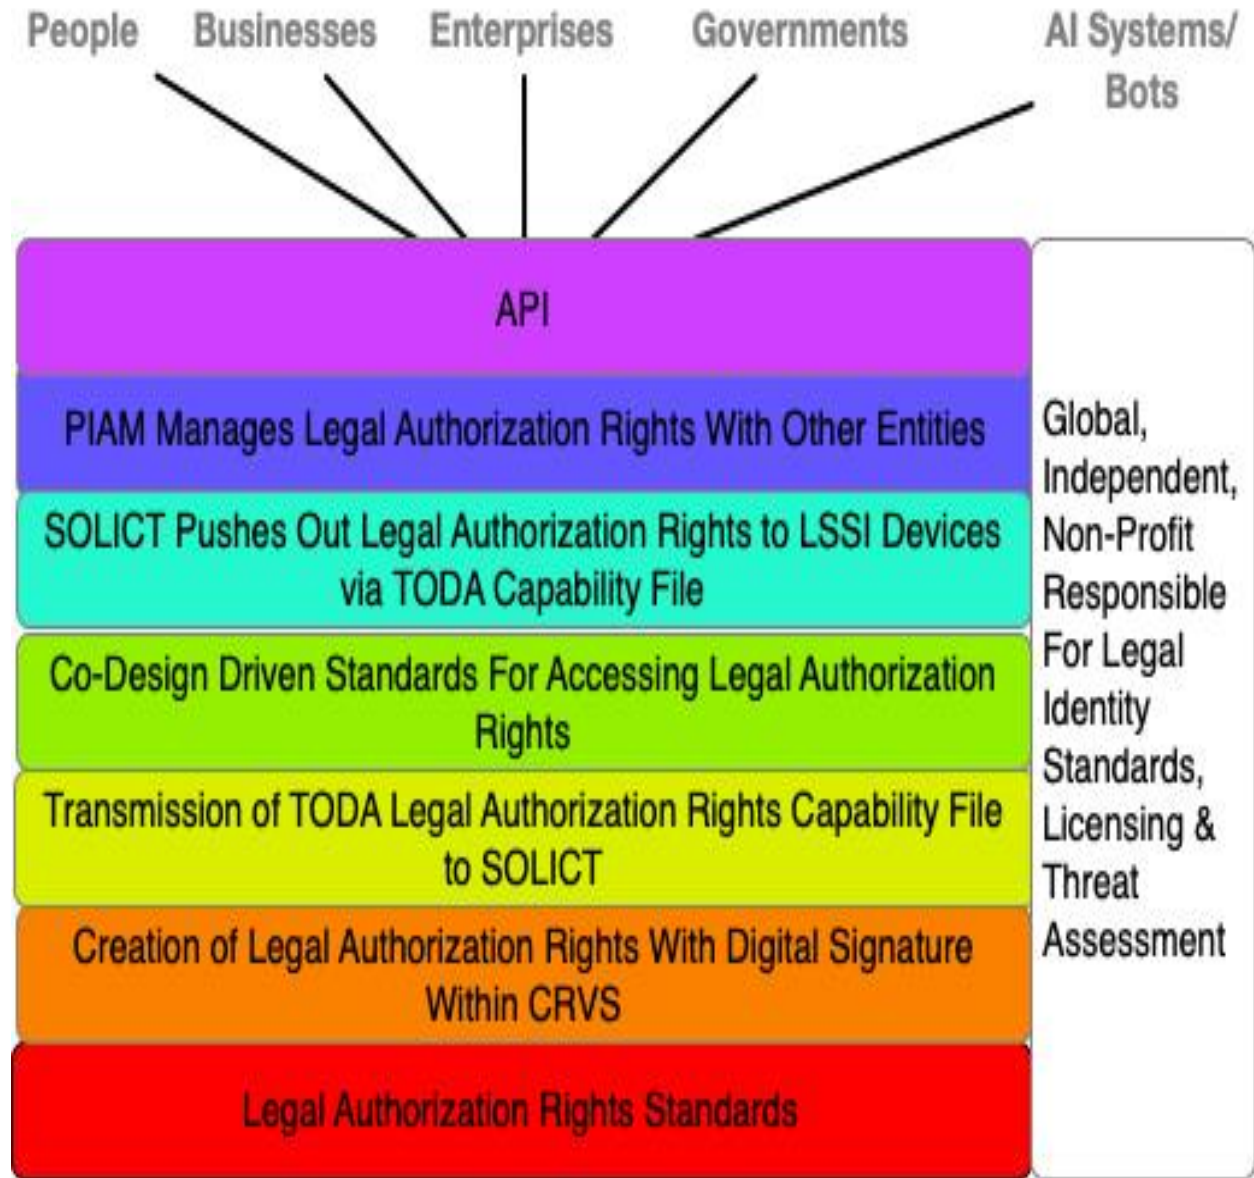 People Businesses Enterprises Governments AI Systems/
Bots
API
PIAM Manages Legal Authorization Rights With Other Entities
SOLICT Pushes Out Legal Authorization Rights to LSSI Devices
via TODA Capability File
Co-Design Driven Standards For Accessing Legal Authorization
Rights
Transmission of TODA Legal Authorization Rights Capability File
to SOLICT
Creation of Legal Authorization Rights With Digital Signature
Within CRVS
Legal Authorization Rights Standards
Global,
Independent,
Non-Profit
Responsible
For Legal
Identity
Standards,
Licensing &
Threat
Assessment